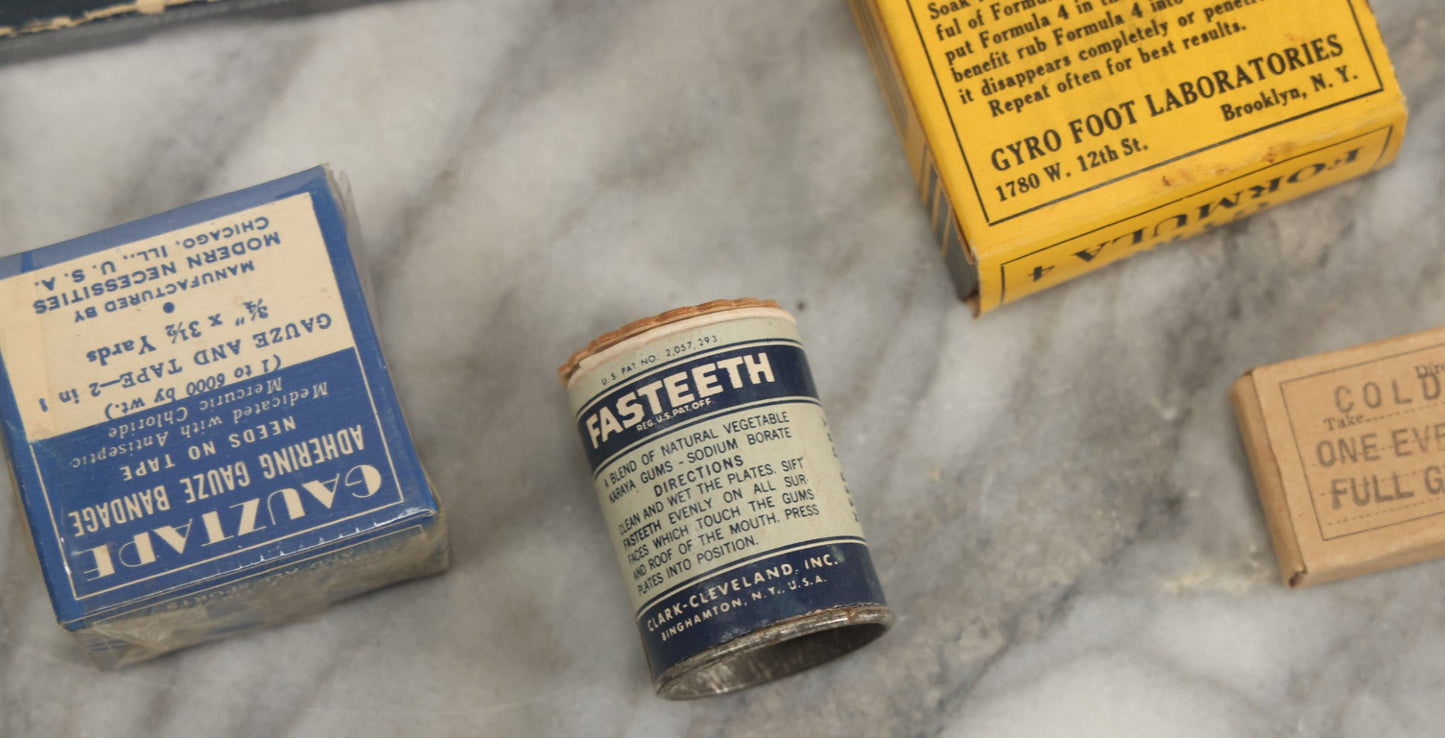 GAUZTAPE
ADHERING GAUZE BANDAGE
NEEDS NO TAPE
Medicated with Antiseptic
Mercuric Chloride
(1 to 6000 by wt.)
GAUZE AND TAPE—2 in 1
¾" x 3½ Yards
MANUFACTURED BY
MODERN NECESSITIES
CHICAGO, ILL., U. S. A.
U.S. PAT. NO. 2,057,293
FASTEETH
REG. U.S. PAT. OFF.
A BLEND OF NATURAL VEGETABLE
KARAYA GUMS - SODIUM BORATE
DIRECTIONS
CLEAN AND WET THE PLATES. SIFT
FASTEETH EVENLY ON ALL SUR-
FACES WHICH TOUCH THE GUMS
AND ROOF OF THE MOUTH. PRESS
PLATES INTO POSITION.
CLARK-CLEVELAND, INC.
BINGHAMTON, N.Y., U.S.A.
Soak
ful of Formula
put Formula 4 in
benefit rub Formula 4 into
it disappears completely or
Repeat often for best results.
GYRO FOOT LABORATORIES
1780 W. 12th St. Brooklyn, N. Y.
FORMULA 4
COLD
Take
ONE EVE
FULL G